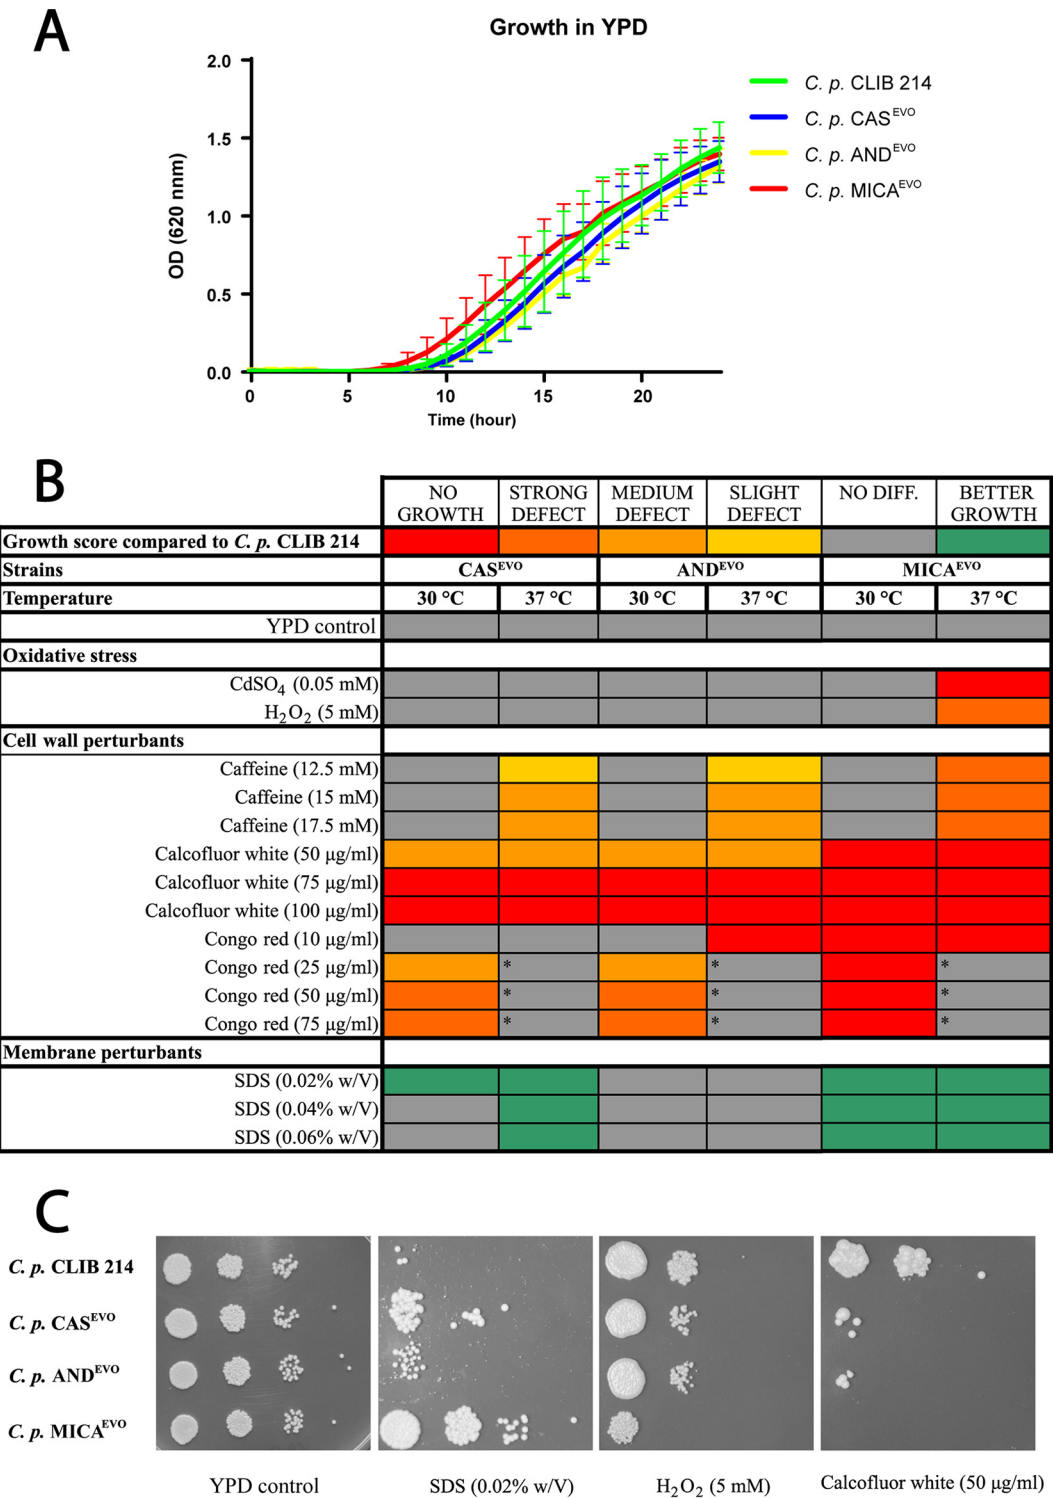 A
Growth in YPD
2.0
1.5
1.0
0.5
0.0
OD (620 nnm)
0 5 10 15 20
Time (hour)
C. p. CLIB 214
C. p. CAS^EVO
C. p. AND^EVO
C. p. MICA^EVO
B
NO GROWTH STRONG DEFECT MEDIUM DEFECT SLIGHT DEFECT NO DIFF. BETTER GROWTH
Growth score compared to C. p. CLIB 214
Strains CAS^EVO AND^EVO MICA^EVO
Temperature 30 °C 37 °C 30 °C 37 °C 30 °C 37 °C
YPD control
Oxidative stress
CdSO₄ (0.05 mM)
H₂O₂ (5 mM)
Cell wall perturbants
Caffeine (12.5 mM)
Caffeine (15 mM)
Caffeine (17.5 mM)
Calcofluor white (50 µg/ml)
Calcofluor white (75 µg/ml)
Calcofluor white (100 µg/ml)
Congo red (10 µg/ml)
Congo red (25 µg/ml) * * *
Congo red (50 µg/ml) * * *
Congo red (75 µg/ml) * * *
Membrane perturbants
SDS (0.02% w/V)
SDS (0.04% w/V)
SDS (0.06% w/V)
C
C. p. CLIB 214
C. p. CAS^EVO
C. p. AND^EVO
C. p. MICA^EVO
YPD control SDS (0.02% w/V) H₂O₂ (5 mM) Calcofluor white (50 µg/ml)